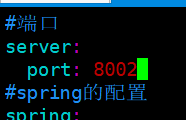 #端口
server:
  port: 8002
#spring的配置
spring: